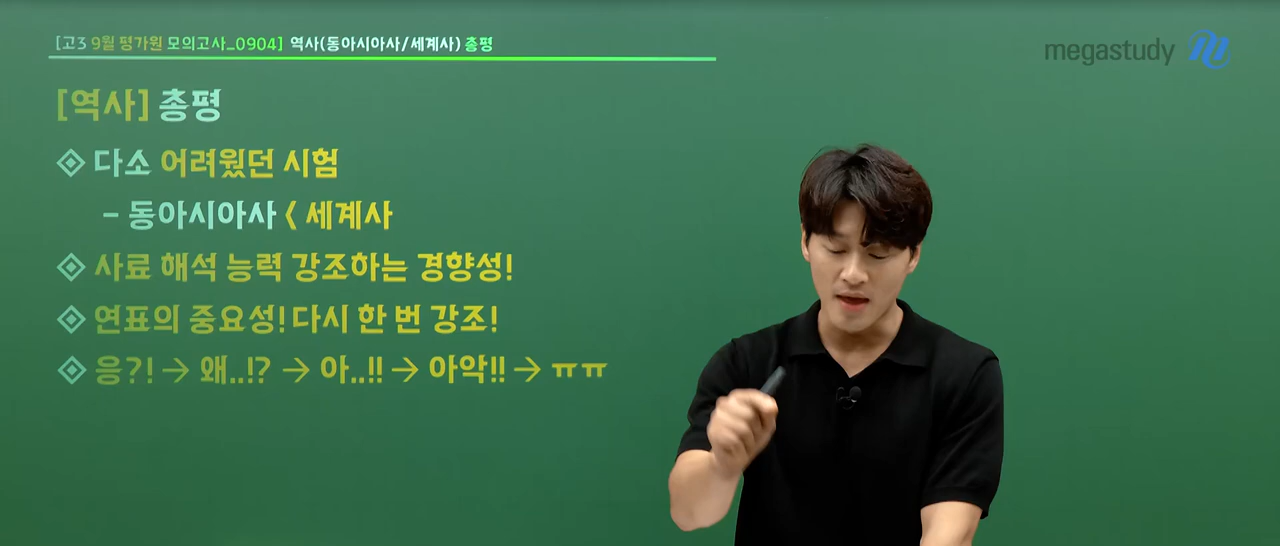 [고3 9월 평가원 모의고사_0904] 역사(동아시아사/세계사) 총평
megastudy
[역사] 총평
다소 어려웠던 시험
– 동아시아사 < 세계사
사료 해석 능력 강조하는 경향성!
연표의 중요성! 다시 한 번 강조!
응?! → 왜..!? → 아..!! → 아악!! → ㅠㅠ